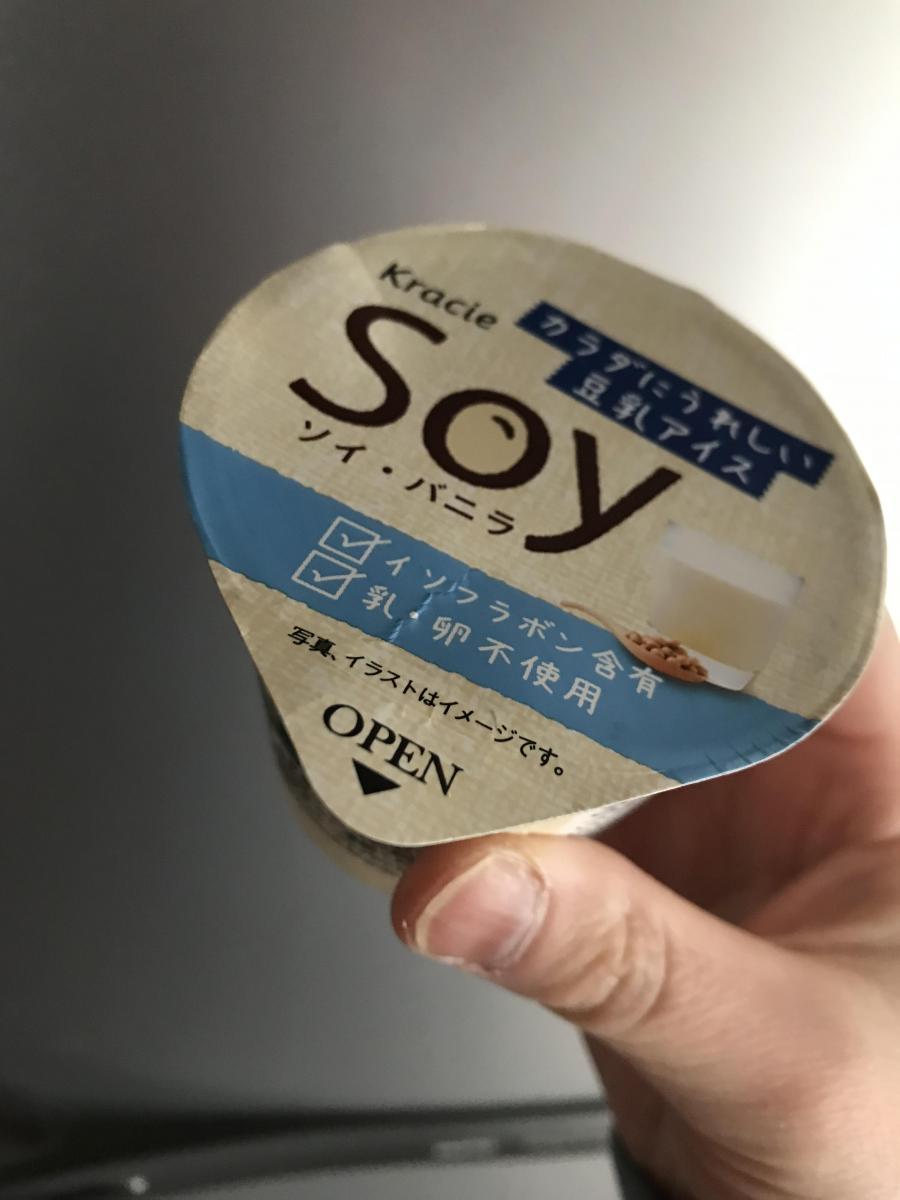 Kracie
Soy
ソイ・バニラ
カラダにうれしい
豆乳アイス
イソフラボン含有
乳・卵不使用
写真、イラストはイメージです。
OPEN